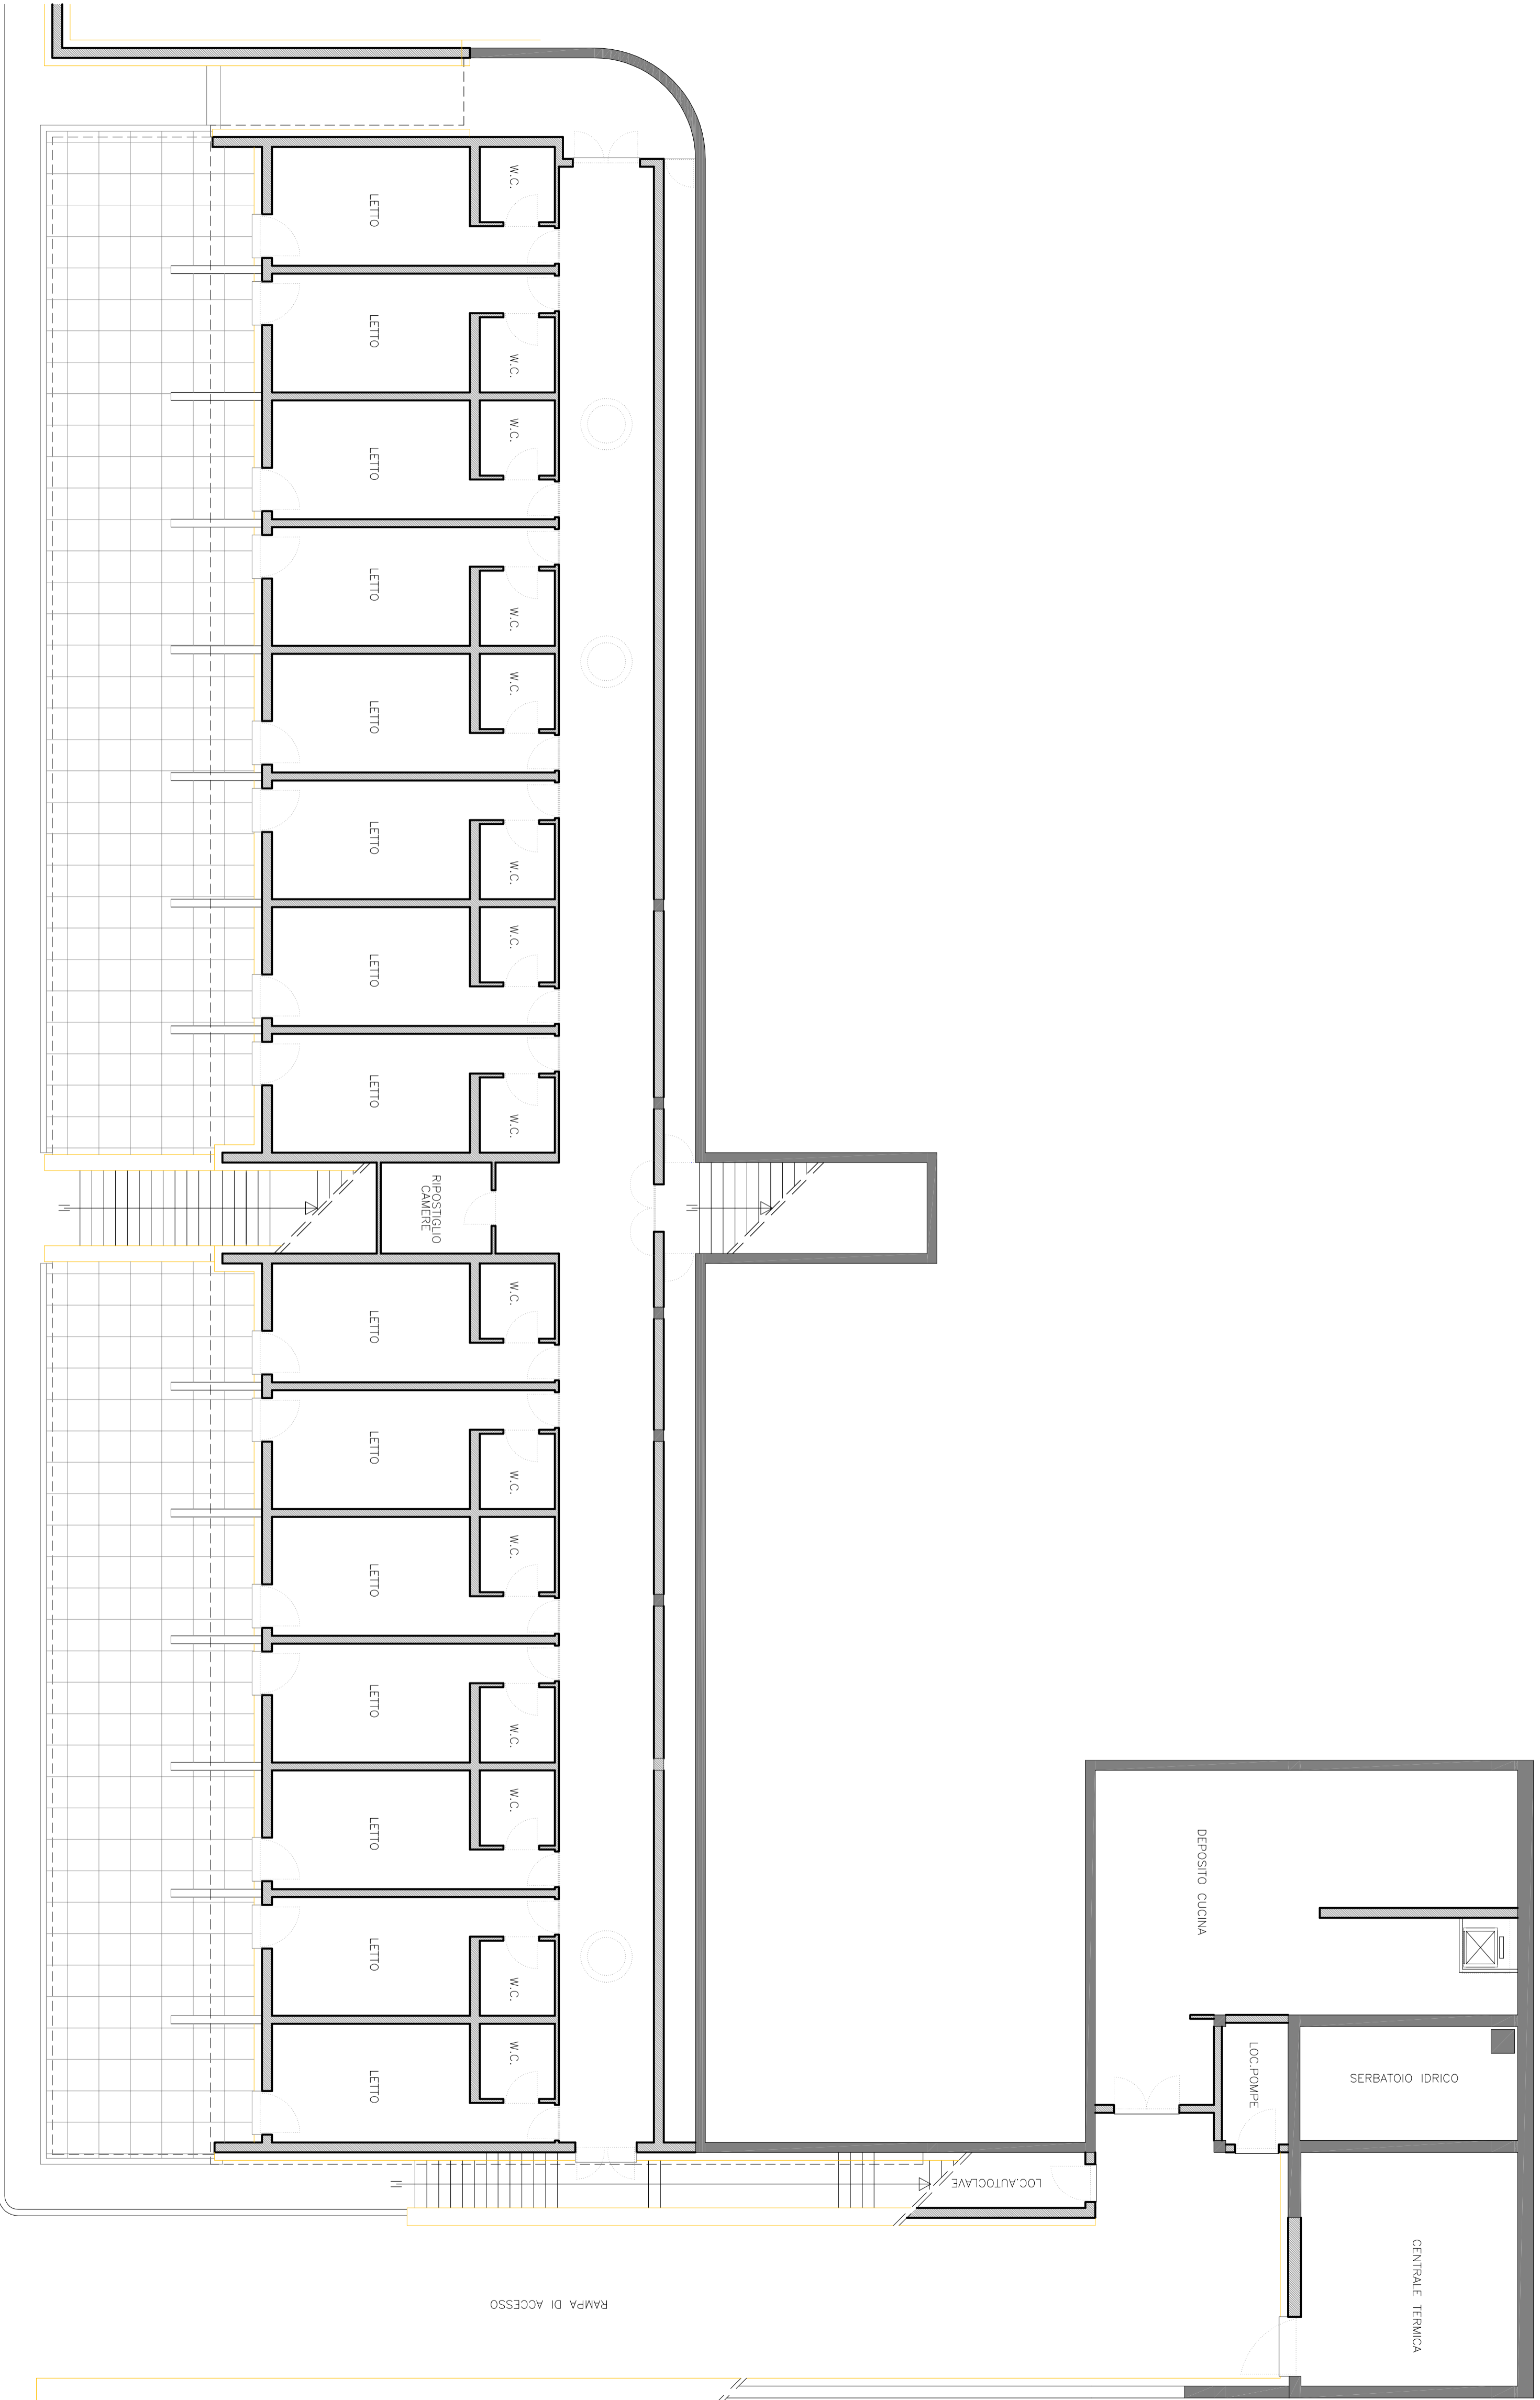 W.C.
LETTO
LETTO
W.C.
W.C.
LETTO
LETTO
W.C.
W.C.
LETTO
LETTO
W.C.
W.C.
LETTO
LETTO
W.C.
RIPOSTIGLIO
CAMERE
W.C.
LETTO
LETTO
W.C.
W.C.
LETTO
LETTO
W.C.
W.C.
LETTO
LETTO
W.C.
W.C.
LETTO
DEPOSITO CUCINA
LOC.POMPE
SERBATOIO IDRICO
LOC.AUTOCLAVE
CENTRALE TERMICA
RAMPA DI ACCESSO